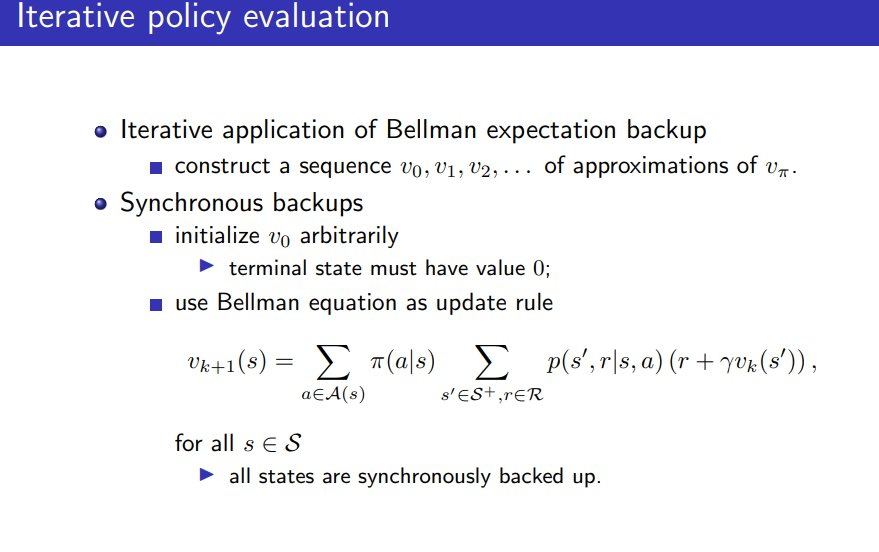 Iterative policy evaluation
Iterative application of Bellman expectation backup
construct a sequence v₀, v₁, v₂, . . . of approximations of v_π.
Synchronous backups
initialize v₀ arbitrarily
terminal state must have value 0;
use Bellman equation as update rule
v_{k+1}(s) = ∑_{a∈𝒜(s)} π(a|s) ∑_{s′∈𝒮⁺,r∈ℛ} p(s′, r|s, a) (r + γv_k(s′)) ,
for all s ∈ 𝒮
all states are synchronously backed up.